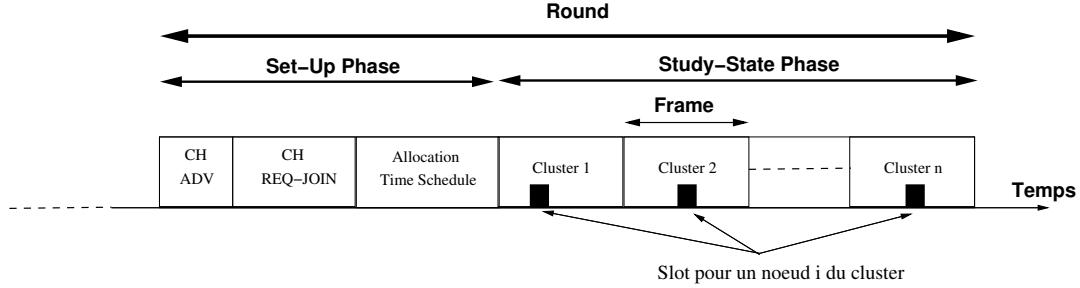 Round
Set-Up Phase
Study-State Phase
Frame
CH
ADV
CH
REQ-JOIN
Allocation
Time Schedule
Cluster 1
Cluster 2
Cluster n
Temps
Slot pour un noeud i du cluster